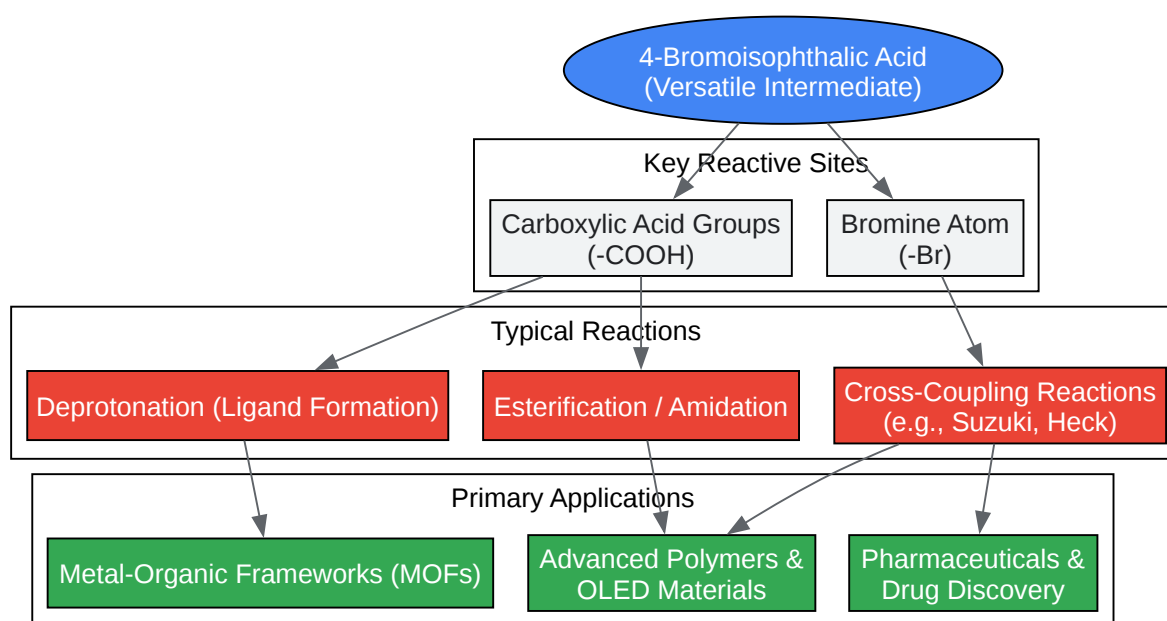 4-Bromoisophthalic Acid
(Versatile Intermediate)
Key Reactive Sites
Carboxylic Acid Groups
(-COOH)
Bromine Atom
(-Br)
Typical Reactions
Deprotonation (Ligand Formation)
Esterification / Amidation
Cross-Coupling Reactions
(e.g., Suzuki, Heck)
Primary Applications
Metal-Organic Frameworks (MOFs)
Advanced Polymers &
OLED Materials
Pharmaceuticals &
Drug Discovery